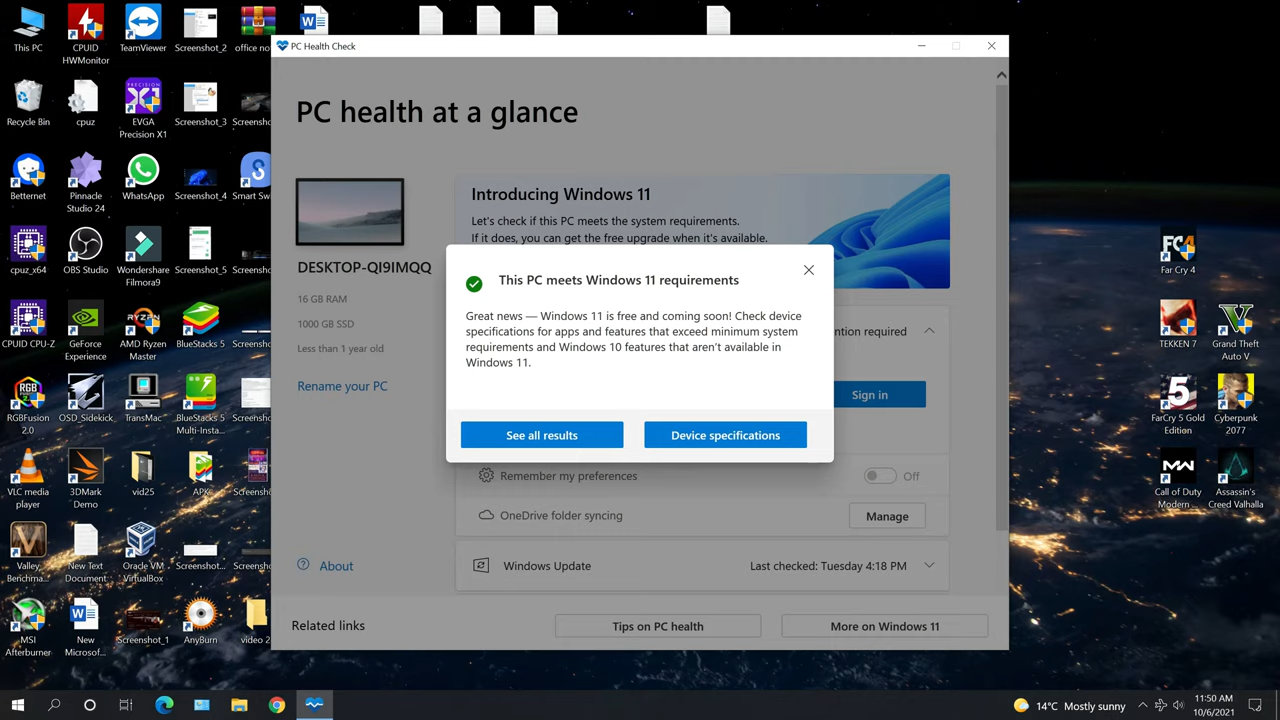 This PC
CPUID
HWMonitor
TeamViewer
Screenshot_2
office no
Recycle Bin
cpuz
EVGA
Precision X1
Screenshot_3
Screensho
Betternet
Pinnacle
Studio 24
WhatsApp
Screenshot_4
Smart Sw
cpuz_x64
OBS Studio
Wondershare
Filmora9
Screenshot_5
Screensho
CPUID CPU-Z
GeForce
Experience
AMD Ryzen
Master
BlueStacks 5
Screensho
RGBFusion
2.0
OSD_Sidekick
TransMac
BlueStacks 5
Multi-Insta...
Screensho
VLC media
player
3DMark
Demo
vid25
APK
Screensho
Valley
Benchma...
New Text
Document
Oracle VM
VirtualBox
Screenshot...
Screensho
MSI
Afterburner
New
Microsof...
Screenshot_1
AnyBurn
video 2
PC Health Check
PC health at a glance
DESKTOP-QI9IMQQ
16 GB RAM
1000 GB SSD
Less than 1 year old
Rename your PC
About
Introducing Windows 11
Let's check if this PC meets the system requirements.
If it does, you can get the free upgrade when it's available.
This PC meets Windows 11 requirements
Great news — Windows 11 is free and coming soon! Check device
specifications for apps and features that exceed minimum system
requirements and Windows 10 features that aren't available in
Windows 11.
See all results
Device specifications
required
Sign in
Remember my preferences
Off
OneDrive folder syncing
Manage
Windows Update
Last checked: Tuesday 4:18 PM
Related links
Tips on PC health
More on Windows 11
FC4
Far Cry 4
TEKKEN 7
Grand Theft
Auto V
FarCry 5 Gold
Edition
Cyberpunk
2077
Call of Duty
Modern ...
Assassin's
Creed Valhalla
14°C Mostly sunny
11:50 AM
10/6/2021